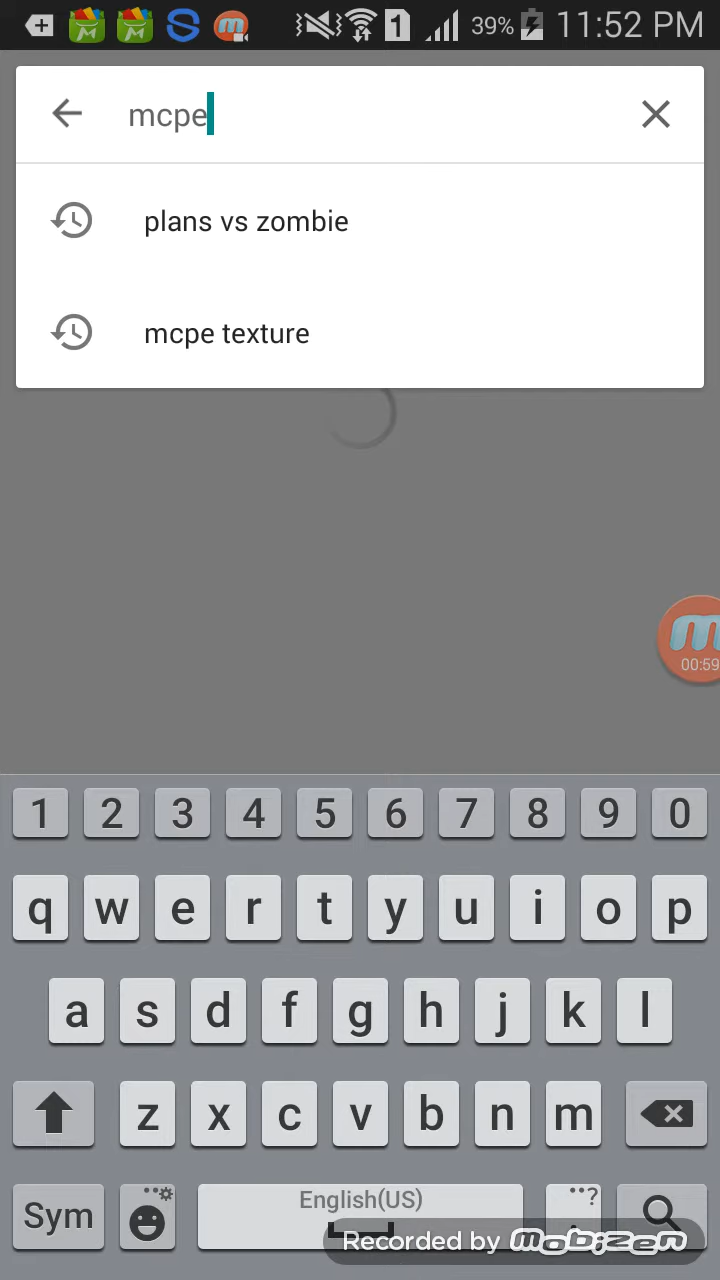 1 39% 11:52 PM
mcpe
plans vs zombie
mcpe texture
m
00:59
1 2 3 4 5 6 7 8 9 0
q w e r t y u i o p
a s d f g h j k l
z x c v b n m
Sym English(US) ?
Recorded by mobizen